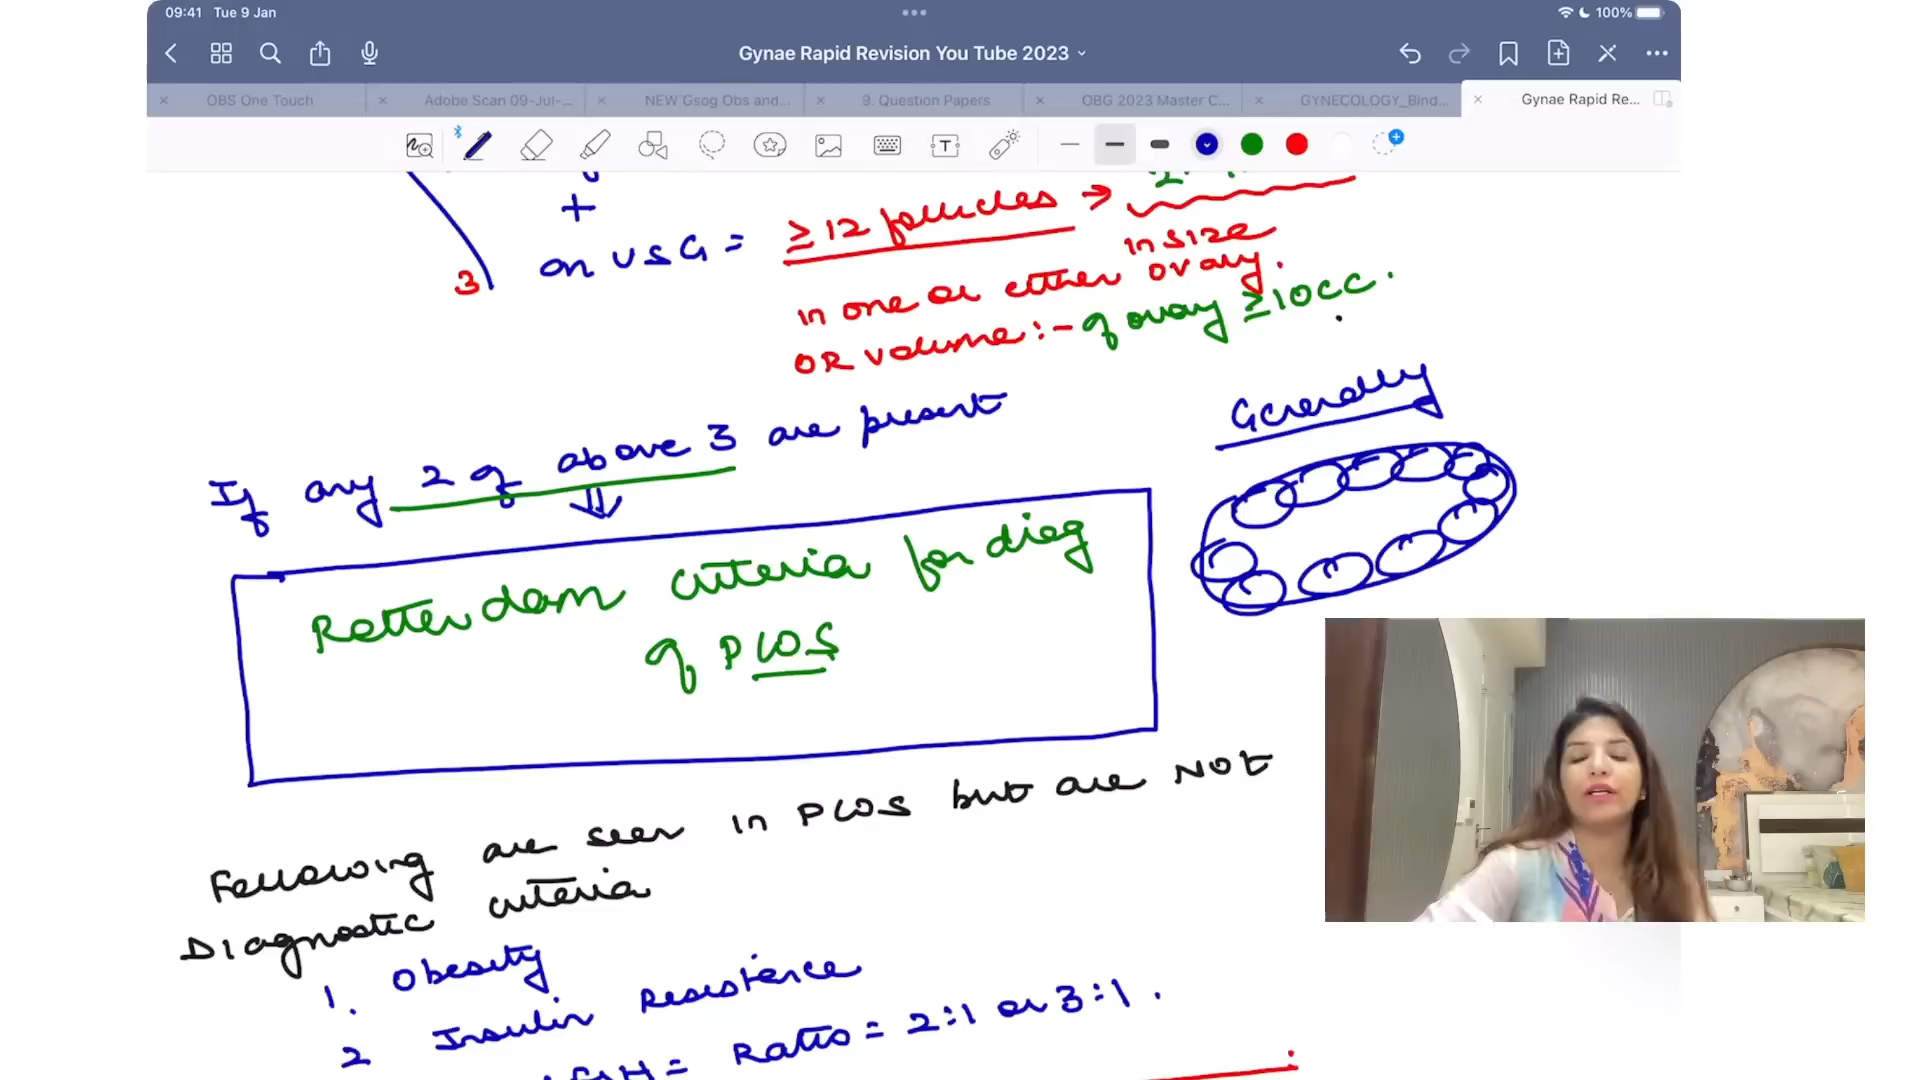 09:41 Tue 9 Jan
100%
Gynae Rapid Revision You Tube 2023
OBS One Touch
Adobe Scan 09-Jul-...
NEW Gsog Obs and...
9. Question Papers
OBG 2023 Master C...
GYNECOLOGY_Bind...
Gynae Rapid Re...
+
3 on USG = ≥12 follicles →
in size
in one or either ovary.
OR volume:- of ovary ≥10cc.
Generally
If any 2 of above 3 are present
⇓
Rotterdam criteria for diag
of PCOS
Following are seen in PCOS but are NOT
Diagnostic criteria
1. Obesity
2 Insulin Resistence
Ratio = 2:1 or 3:1.